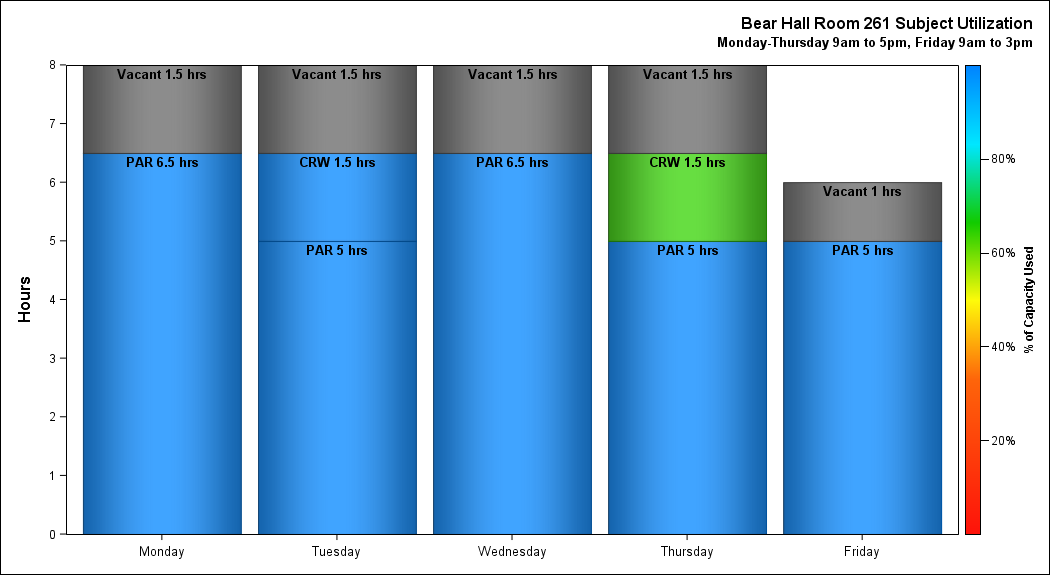 Bear Hall Room 261 Subject Utilization
Monday-Thursday 9am to 5pm, Friday 9am to 3pm
Hours
8
7
6
5
4
3
2
1
0
Vacant 1.5 hrs
PAR 6.5 hrs
Vacant 1.5 hrs
CRW 1.5 hrs
PAR 5 hrs
Vacant 1.5 hrs
PAR 6.5 hrs
Vacant 1.5 hrs
CRW 1.5 hrs
PAR 5 hrs
Vacant 1 hrs
PAR 5 hrs
Monday
Tuesday
Wednesday
Thursday
Friday
80%
60%
40%
20%
% of Capacity Used